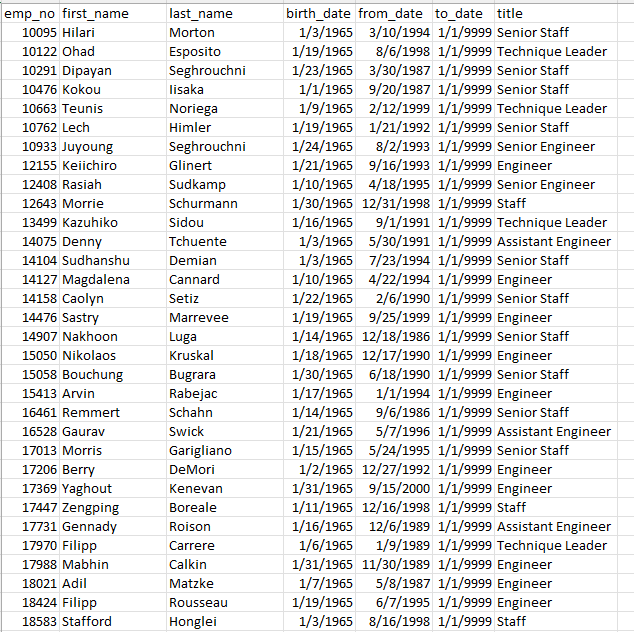 emp_no first_name last_name birth_date from_date to_date title
10095 Hilari Morton 1/3/1965 3/10/1994 1/1/9999 Senior Staff
10122 Ohad Esposito 1/19/1965 8/6/1998 1/1/9999 Technique Leader
10291 Dipayan Seghrouchni 1/23/1965 3/30/1987 1/1/9999 Senior Staff
10476 Kokou Iisaka 1/1/1965 9/20/1987 1/1/9999 Senior Staff
10663 Teunis Noriega 1/9/1965 2/12/1999 1/1/9999 Technique Leader
10762 Lech Himler 1/19/1965 1/21/1992 1/1/9999 Senior Staff
10933 Juyoung Seghrouchni 1/24/1965 8/2/1993 1/1/9999 Senior Engineer
12155 Keiichiro Glinert 1/21/1965 9/16/1993 1/1/9999 Engineer
12408 Rasiah Sudkamp 1/10/1965 4/18/1995 1/1/9999 Senior Engineer
12643 Morrie Schurmann 1/30/1965 12/31/1998 1/1/9999 Staff
13499 Kazuhiko Sidou 1/16/1965 9/1/1991 1/1/9999 Technique Leader
14075 Denny Tchuente 1/3/1965 5/30/1991 1/1/9999 Assistant Engineer
14104 Sudhanshu Demian 1/3/1965 7/23/1994 1/1/9999 Senior Staff
14127 Magdalena Cannard 1/10/1965 4/22/1994 1/1/9999 Engineer
14158 Caolyn Setiz 1/22/1965 2/6/1990 1/1/9999 Senior Staff
14476 Sastry Marrevee 1/19/1965 9/25/1999 1/1/9999 Engineer
14907 Nakhoon Luga 1/14/1965 12/18/1986 1/1/9999 Senior Staff
15050 Nikolaos Kruskal 1/18/1965 12/17/1990 1/1/9999 Engineer
15058 Bouchung Bugrara 1/30/1965 6/18/1990 1/1/9999 Senior Staff
15413 Arvin Rabejac 1/17/1965 1/1/1994 1/1/9999 Engineer
16461 Remmert Schahn 1/14/1965 9/6/1986 1/1/9999 Senior Staff
16528 Gaurav Swick 1/21/1965 5/7/1996 1/1/9999 Assistant Engineer
17013 Morris Garigliano 1/15/1965 5/24/1995 1/1/9999 Senior Staff
17206 Berry DeMori 1/2/1965 12/27/1992 1/1/9999 Engineer
17369 Yaghout Kenevan 1/31/1965 9/15/2000 1/1/9999 Engineer
17447 Zengping Boreale 1/11/1965 12/16/1998 1/1/9999 Staff
17731 Gennady Roison 1/16/1965 12/6/1989 1/1/9999 Assistant Engineer
17970 Filipp Carrere 1/6/1965 1/9/1989 1/1/9999 Technique Leader
17988 Mabhin Calkin 1/31/1965 11/30/1989 1/1/9999 Engineer
18021 Adil Matzke 1/7/1965 5/8/1987 1/1/9999 Engineer
18424 Filipp Rousseau 1/19/1965 6/7/1995 1/1/9999 Engineer
18583 Stafford Honglei 1/3/1965 8/16/1998 1/1/9999 Staff